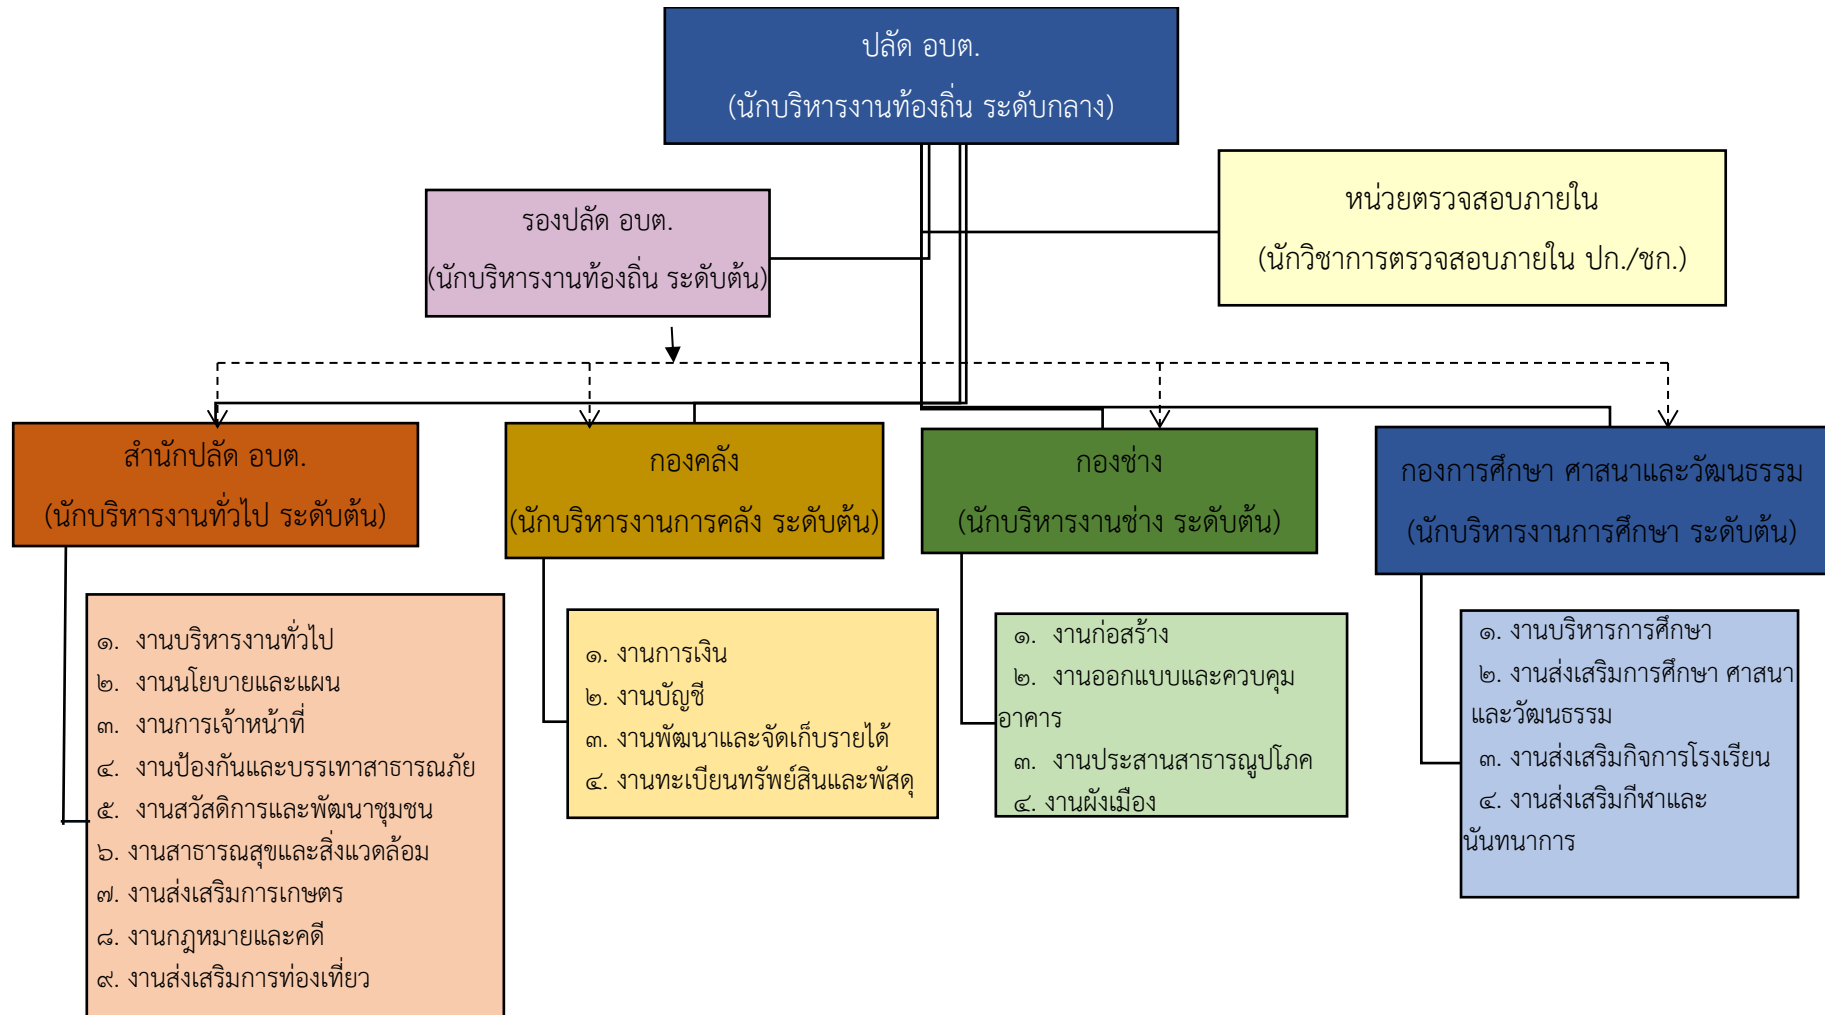 ปลัด อบต.
(นักบริหารงานท้องถิ่น ระดับกลาง)
หน่วยตรวจสอบภายใน
(นักวิชาการตรวจสอบภายใน ปก./ชก.)
รองปลัด อบต.
(นักบริหารงานท้องถิ่น ระดับต้น)
สำนักปลัด อบต.
(นักบริหารงานทั่วไป ระดับต้น)
กองคลัง
(นักบริหารงานการคลัง ระดับต้น)
กองช่าง
(นักบริหารงานช่าง ระดับต้น)
กองการศึกษา ศาสนาและวัฒนธรรม
(นักบริหารงานการศึกษา ระดับต้น)
๑. งานบริหารงานทั่วไป
๒. งานนโยบายและแผน
๓. งานการเจ้าหน้าที่
๔. งานป้องกันและบรรเทาสาธารณภัย
๕. งานสวัสดิการและพัฒนาชุมชน
๖. งานสาธารณสุขและสิ่งแวดล้อม
๗. งานส่งเสริมการเกษตร
๘. งานกฎหมายและคดี
๙. งานส่งเสริมการท่องเที่ยว
๑. งานการเงิน
๒. งานบัญชี
๓. งานพัฒนาและจัดเก็บรายได้
๔. งานทะเบียนทรัพย์สินและพัสดุ
๑. งานก่อสร้าง
๒. งานออกแบบและควบคุม
อาคาร
๓. งานประสานสาธารณูปโภค
๔. งานผังเมือง
๑. งานบริหารการศึกษา
๒. งานส่งเสริมการศึกษา ศาสนา
และวัฒนธรรม
๓. งานส่งเสริมกิจการโรงเรียน
๔. งานส่งเสริมกีฬาและ
นันทนาการ